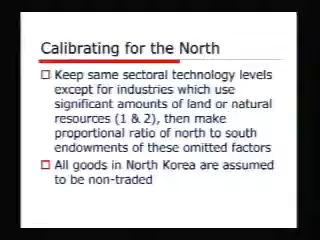 Calibrating for the North
Keep same sectoral technology levels
except for industries which use
significant amounts of land or natural
resources (1 & 2), then make
proportional ratio of north to south
endowments of these omitted factors
All goods in North Korea are assumed
to be non-traded